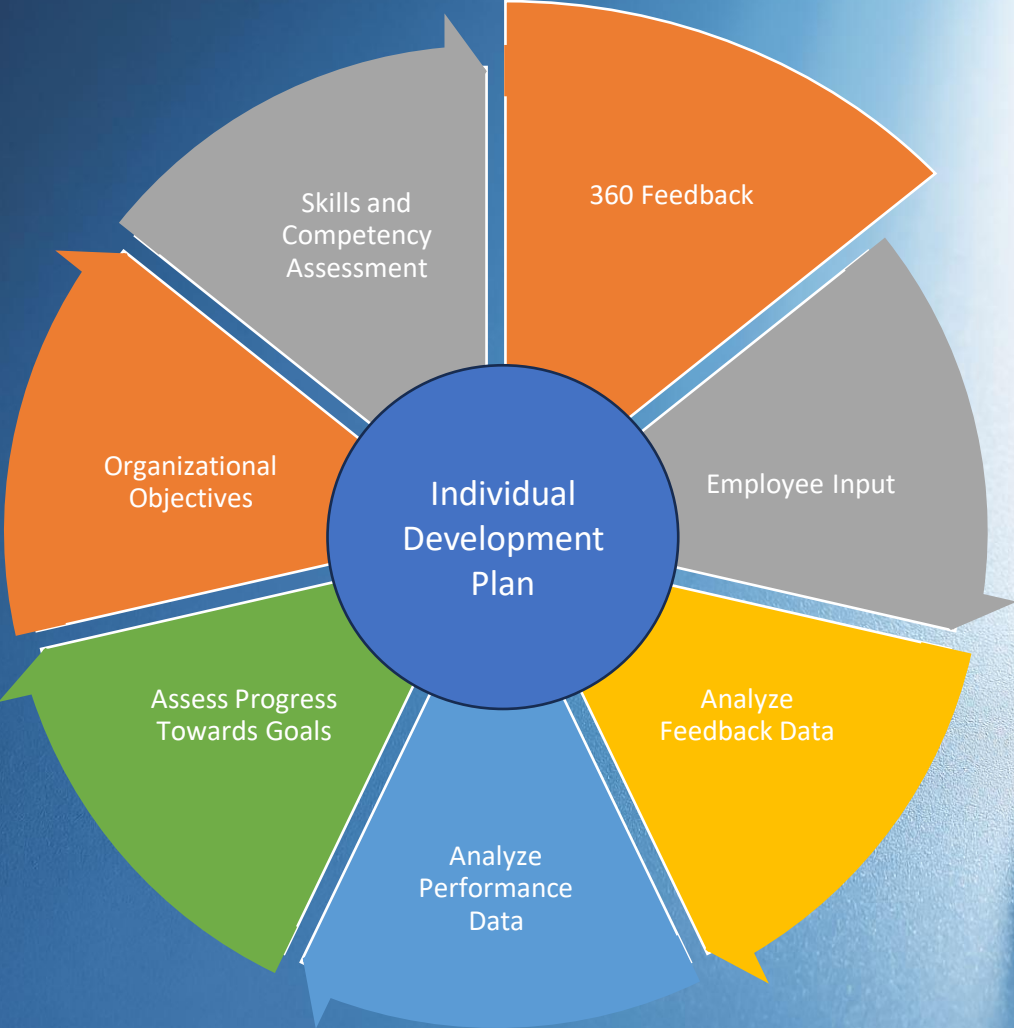 360 Feedback
Employee Input
Analyze
Feedback Data
Analyze
Performance
Data
Assess Progress
Towards Goals
Organizational
Objectives
Skills and
Competency
Assessment
Individual
Development
Plan